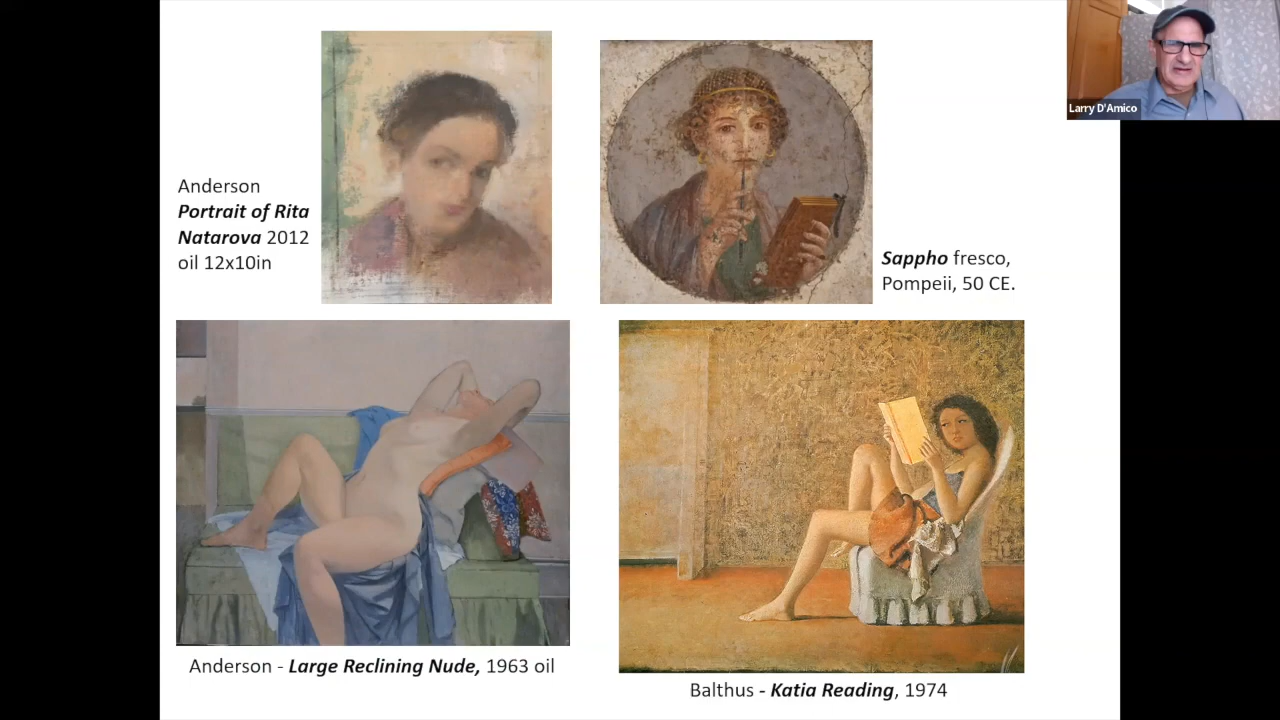 Larry D'Amico
Anderson
Portrait of Rita
Natarova 2012
oil 12x10in
Sappho fresco,
Pompeii, 50 CE.
Anderson - Large Reclining Nude, 1963 oil
Balthus - Katia Reading, 1974